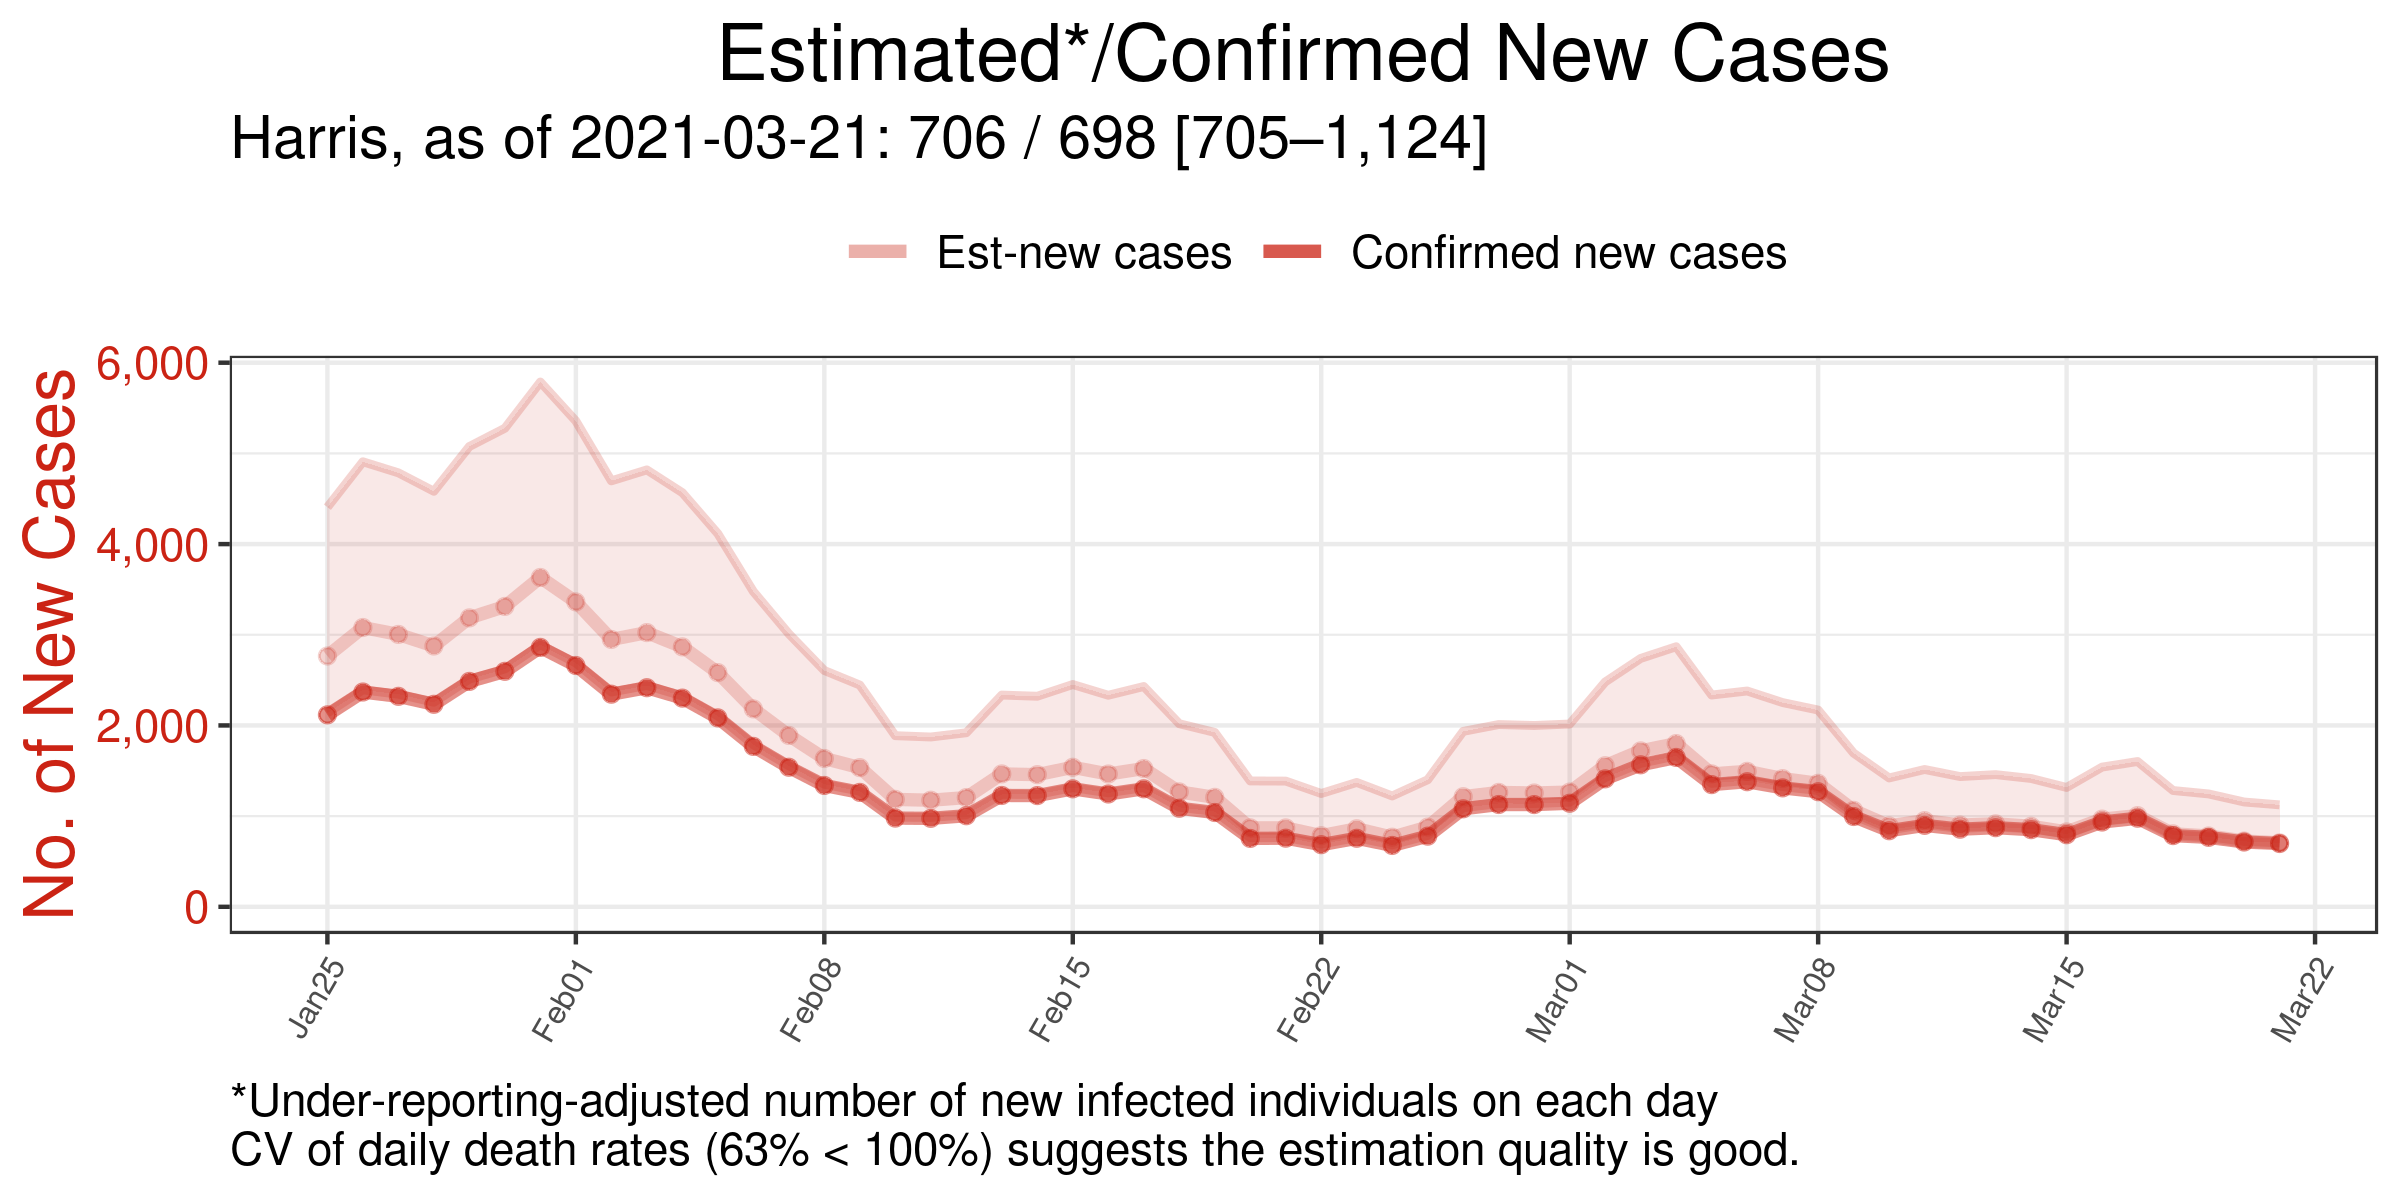 Estimated*/Confirmed New Cases
Harris, as of 2021-03-21: 706 / 698 [705–1,124]
Est-new cases
Confirmed new cases
No. of New Cases
6,000
4,000
2,000
0
Jan25
Feb01
Feb08
Feb15
Feb22
Mar01
Mar08
Mar15
Mar22
*Under-reporting-adjusted number of new infected individuals on each day
CV of daily death rates (63% < 100%) suggests the estimation quality is good.